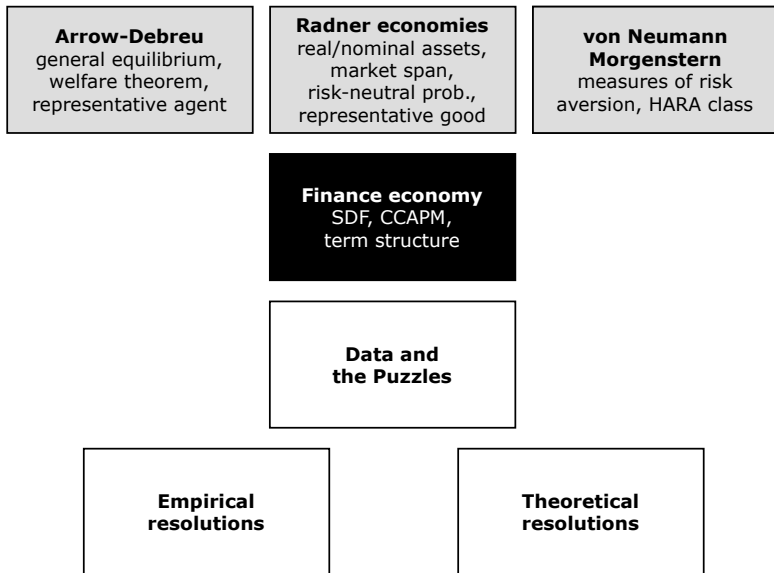 Arrow-Debreu
general equilibrium,
welfare theorem,
representative agent
Radner economies
real/nominal assets,
market span,
risk-neutral prob.,
representative good
von Neumann
Morgenstern
measures of risk
aversion, HARA class
Finance economy
SDF, CCAPM,
term structure
Data and
the Puzzles
Empirical
resolutions
Theoretical
resolutions